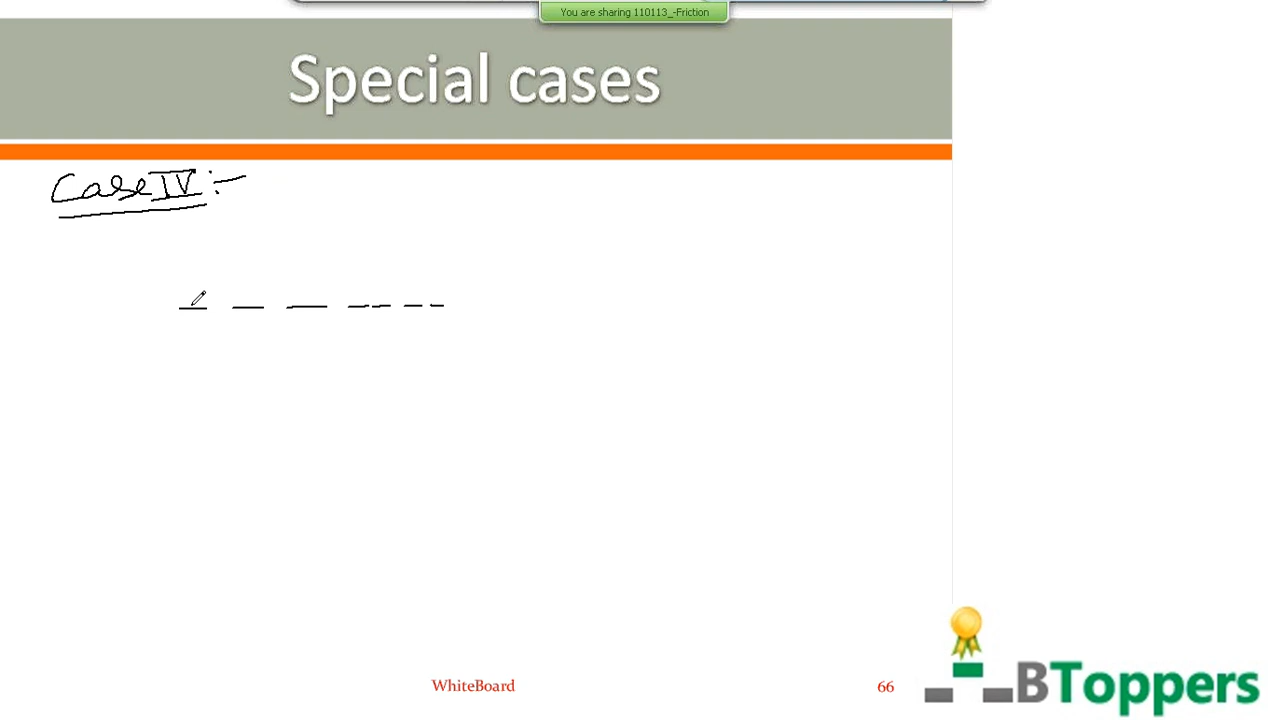 You are sharing 110113_-Friction
Special cases
Case IV :-
WhiteBoard
66
BToppers